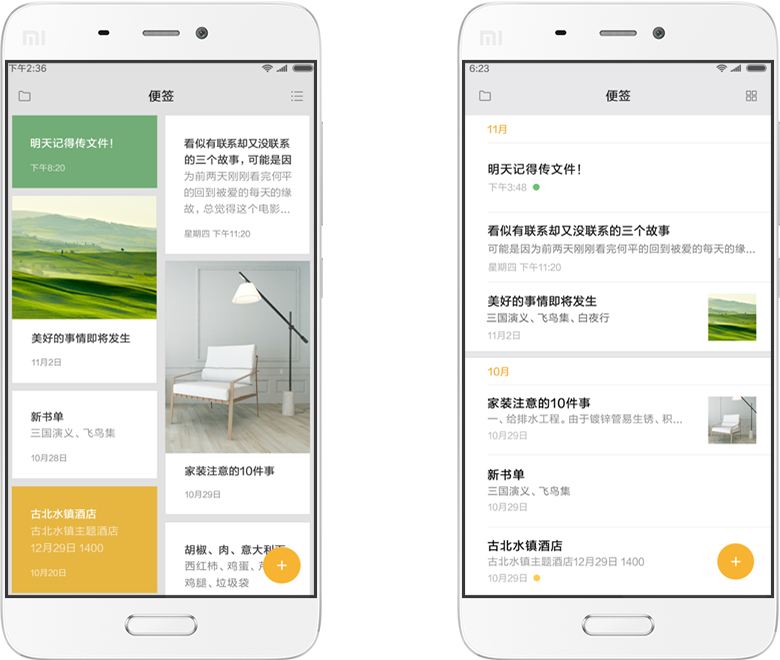 下午2:36
便签
明天记得传文件！
下午8:20
美好的事情即将发生
11月2日
新书单
三国演义、飞鸟集
10月28日
古北水镇酒店
古北水镇主题酒店
12月29日 1400
10月20日
看似有联系却又没联系
的三个故事，可能是因
为前两天刚刚看完何平
的回到被爱的每天的缘
故，总觉得这个电影...
星期四 下午11:20
家装注意的10件事
10月29日
胡椒、肉、意大利面
西红柿、鸡蛋、
鸡腿、垃圾袋
6:23
便签
11月
明天记得传文件！
下午3:48
看似有联系却又没联系的三个故事
可能是因为前两天刚刚看完何平的回到被爱的每天的缘...
星期四 下午11:20
美好的事情即将发生
三国演义、飞鸟集、白夜行
11月2日
10月
家装注意的10件事
一、给排水工程。由于镀锌管易生锈、积...
10月29日
新书单
三国演义、飞鸟集
10月29日
古北水镇酒店
古北水镇主题酒店12月29日 1400
10月29日